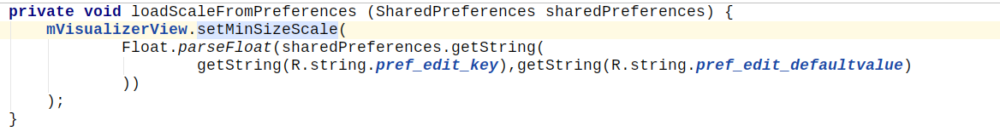 private void loadScaleFromPreferences (SharedPreferences sharedPreferences) {
    mVisualizerView.setMinSizeScale(
            Float.parseFloat(sharedPreferences.getString(
                    getString(R.string.pref_edit_key),getString(R.string.pref_edit_defaultvalue)
            ))
    );
}